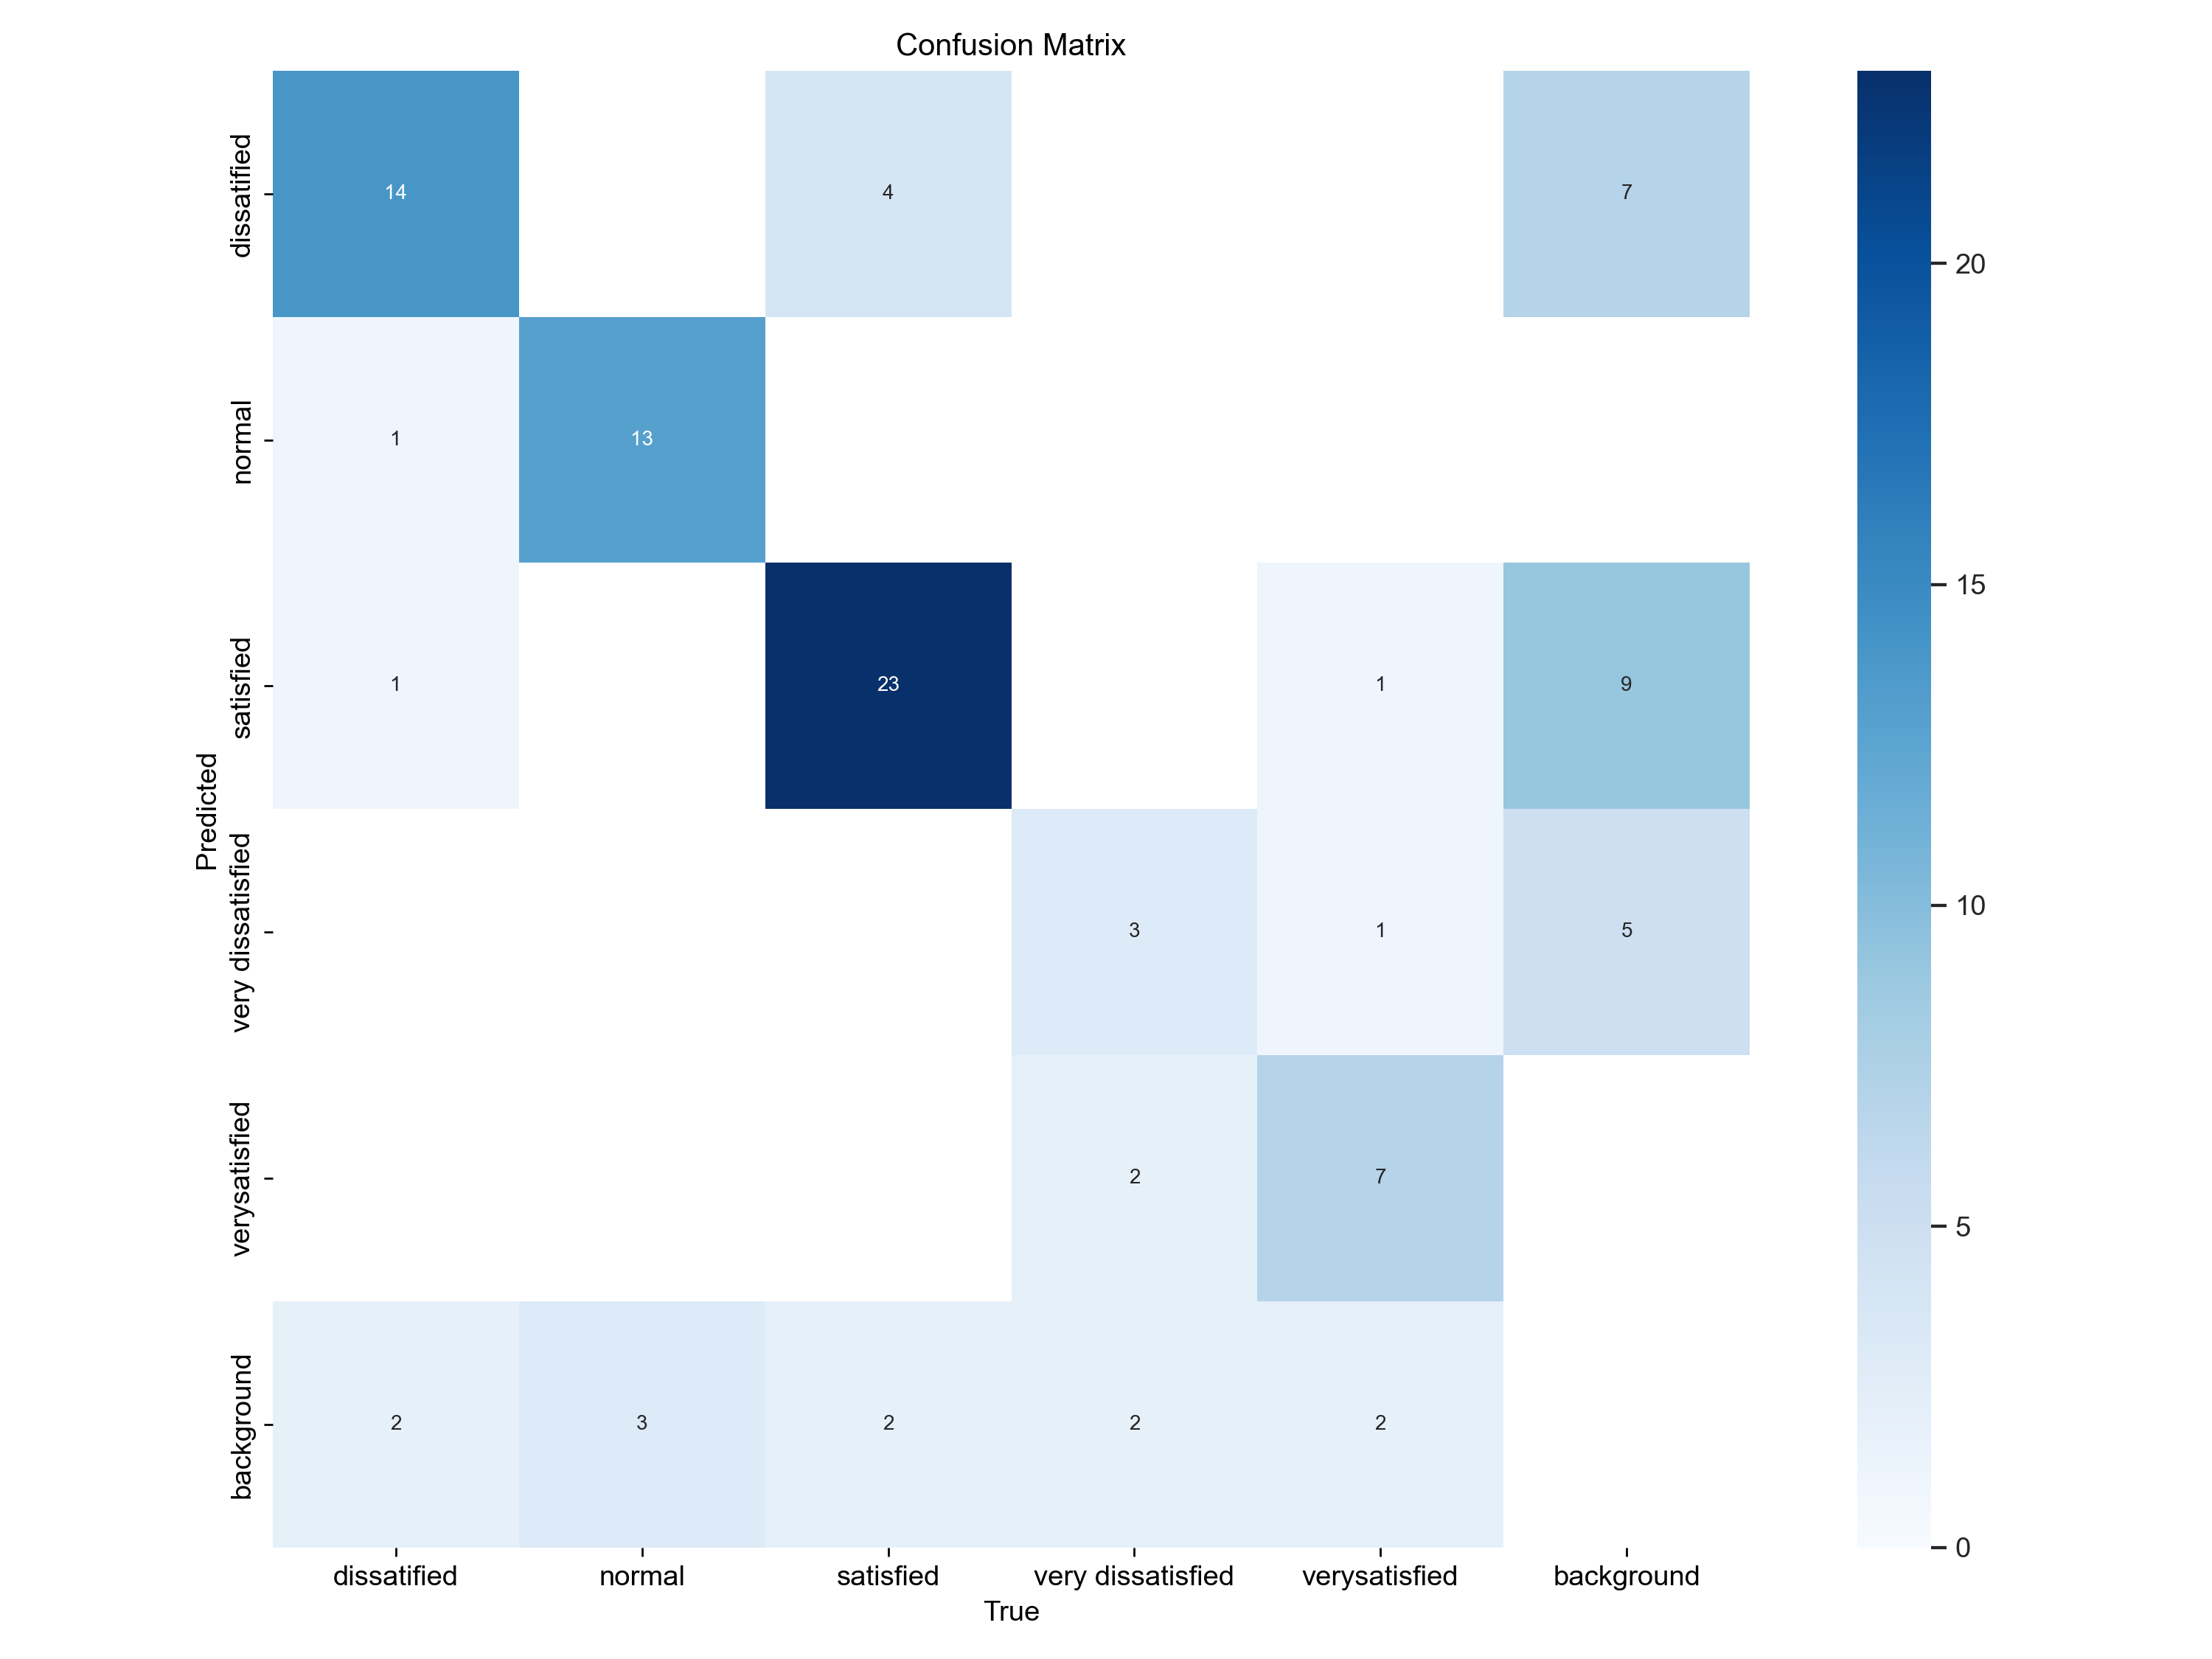 Confusion Matrix
dissatified
14
4
7
normal
1
13
satisfied
1
23
1
9
very dissatisfied
3
1
5
verysatisfied
2
7
background
2
3
2
2
2
Predicted
dissatified
normal
satisfied
very dissatisfied
verysatisfied
background
True
20
15
10
5
0